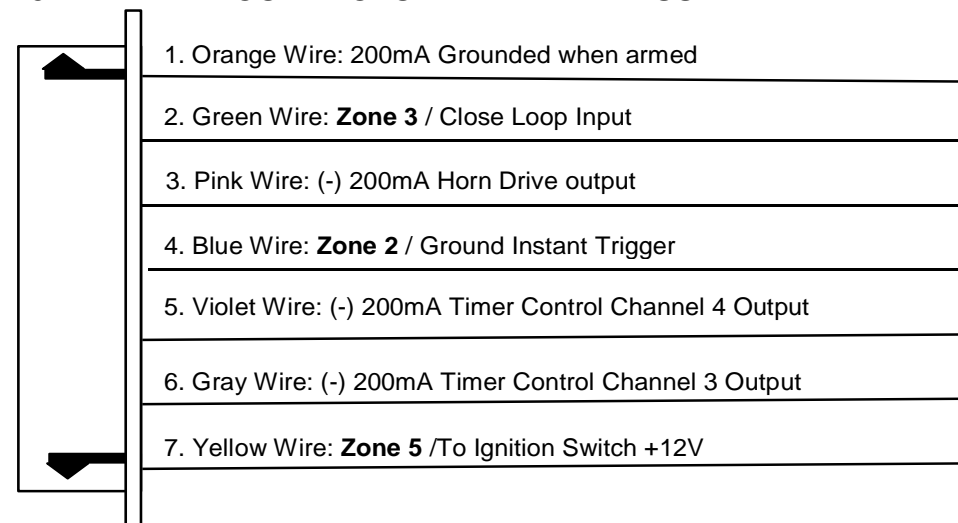 1. Orange Wire: 200mA Grounded when armed
2. Green Wire: Zone 3 / Close Loop Input
3. Pink Wire: (-) 200mA Horn Drive output
4. Blue Wire: Zone 2 / Ground Instant Trigger
5. Violet Wire: (-) 200mA Timer Control Channel 4 Output
6. Gray Wire: (-) 200mA Timer Control Channel 3 Output
7. Yellow Wire: Zone 5 /To Ignition Switch +12V